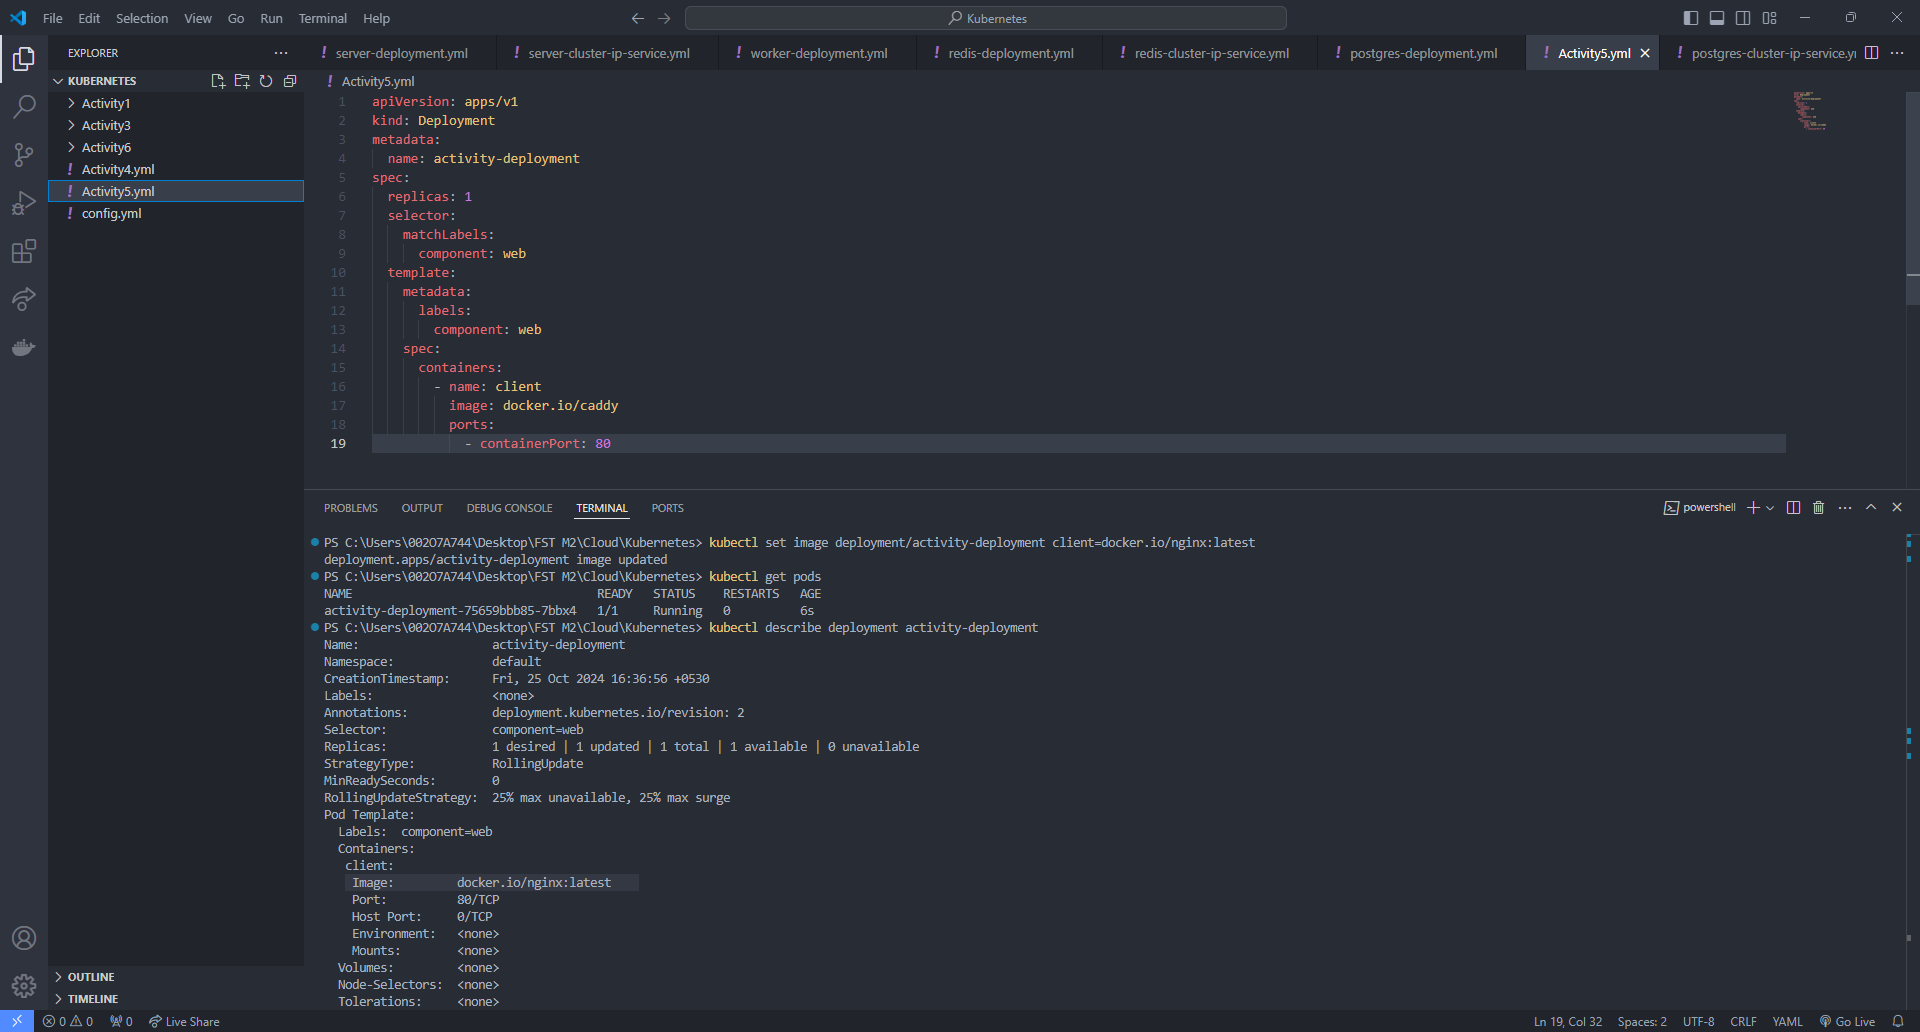 File Edit Selection View Go Run Terminal Help
Kubernetes
EXPLORER
KUBERNETES
Activity1
Activity3
Activity6
! Activity4.yml
! Activity5.yml
! config.yml
OUTLINE
TIMELINE
! server-deployment.yml ! server-cluster-ip-service.yml ! worker-deployment.yml ! redis-deployment.yml ! redis-cluster-ip-service.yml ! postgres-deployment.yml ! Activity5.yml ! postgres-cluster-ip-service.y
! Activity5.yml
1 apiVersion: apps/v1
2 kind: Deployment
3 metadata:
4 name: activity-deployment
5 spec:
6 replicas: 1
7 selector:
8 matchLabels:
9 component: web
10 template:
11 metadata:
12 labels:
13 component: web
14 spec:
15 containers:
16 - name: client
17 image: docker.io/caddy
18 ports:
19 - containerPort: 80
PROBLEMS OUTPUT DEBUG CONSOLE TERMINAL PORTS
powershell
PS C:\Users\002O7A744\Desktop\FST M2\Cloud\Kubernetes> kubectl set image deployment/activity-deployment client=docker.io/nginx:latest
deployment.apps/activity-deployment image updated
PS C:\Users\002O7A744\Desktop\FST M2\Cloud\Kubernetes> kubectl get pods
NAME READY STATUS RESTARTS AGE
activity-deployment-75659bbb85-7bbx4 1/1 Running 0 6s
PS C:\Users\002O7A744\Desktop\FST M2\Cloud\Kubernetes> kubectl describe deployment activity-deployment
Name: activity-deployment
Namespace: default
CreationTimestamp: Fri, 25 Oct 2024 16:36:56 +0530
Labels: <none>
Annotations: deployment.kubernetes.io/revision: 2
Selector: component=web
Replicas: 1 desired | 1 updated | 1 total | 1 available | 0 unavailable
StrategyType: RollingUpdate
MinReadySeconds: 0
RollingUpdateStrategy: 25% max unavailable, 25% max surge
Pod Template:
Labels: component=web
Containers:
client:
Image: docker.io/nginx:latest
Port: 80/TCP
Host Port: 0/TCP
Environment: <none>
Mounts: <none>
Volumes: <none>
Node-Selectors: <none>
Tolerations: <none>
0 0 0 Live Share
Ln 19, Col 32 Spaces: 2 UTF-8 CRLF YAML Go Live